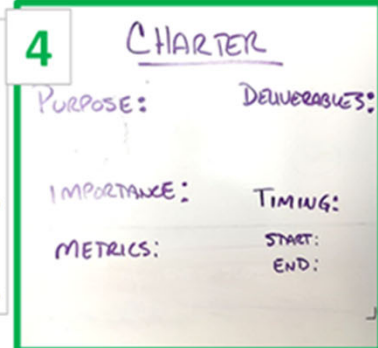 4
CHARTER
PURPOSE:
DELIVERABLES:
IMPORTANCE:
TIMING:
METRICS:
START:
END: